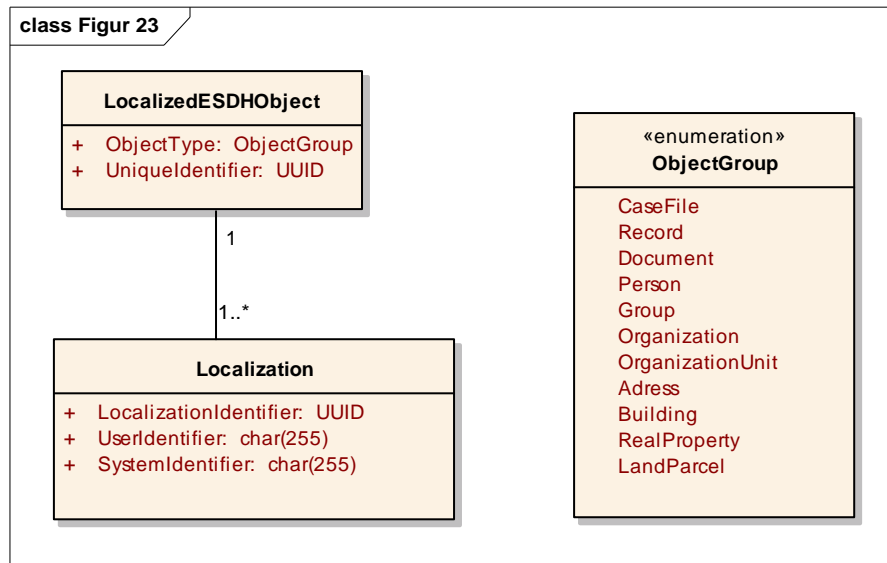 class Figur 23
LocalizedESDHObject
+ ObjectType: ObjectGroup
+ UniqueIdentifier: UUID
1
1..*
Localization
+ LocalizationIdentifier: UUID
+ UserIdentifier: char(255)
+ SystemIdentifier: char(255)
«enumeration»
ObjectGroup
CaseFile
Record
Document
Person
Group
Organization
OrganizationUnit
Adress
Building
RealProperty
LandParcel